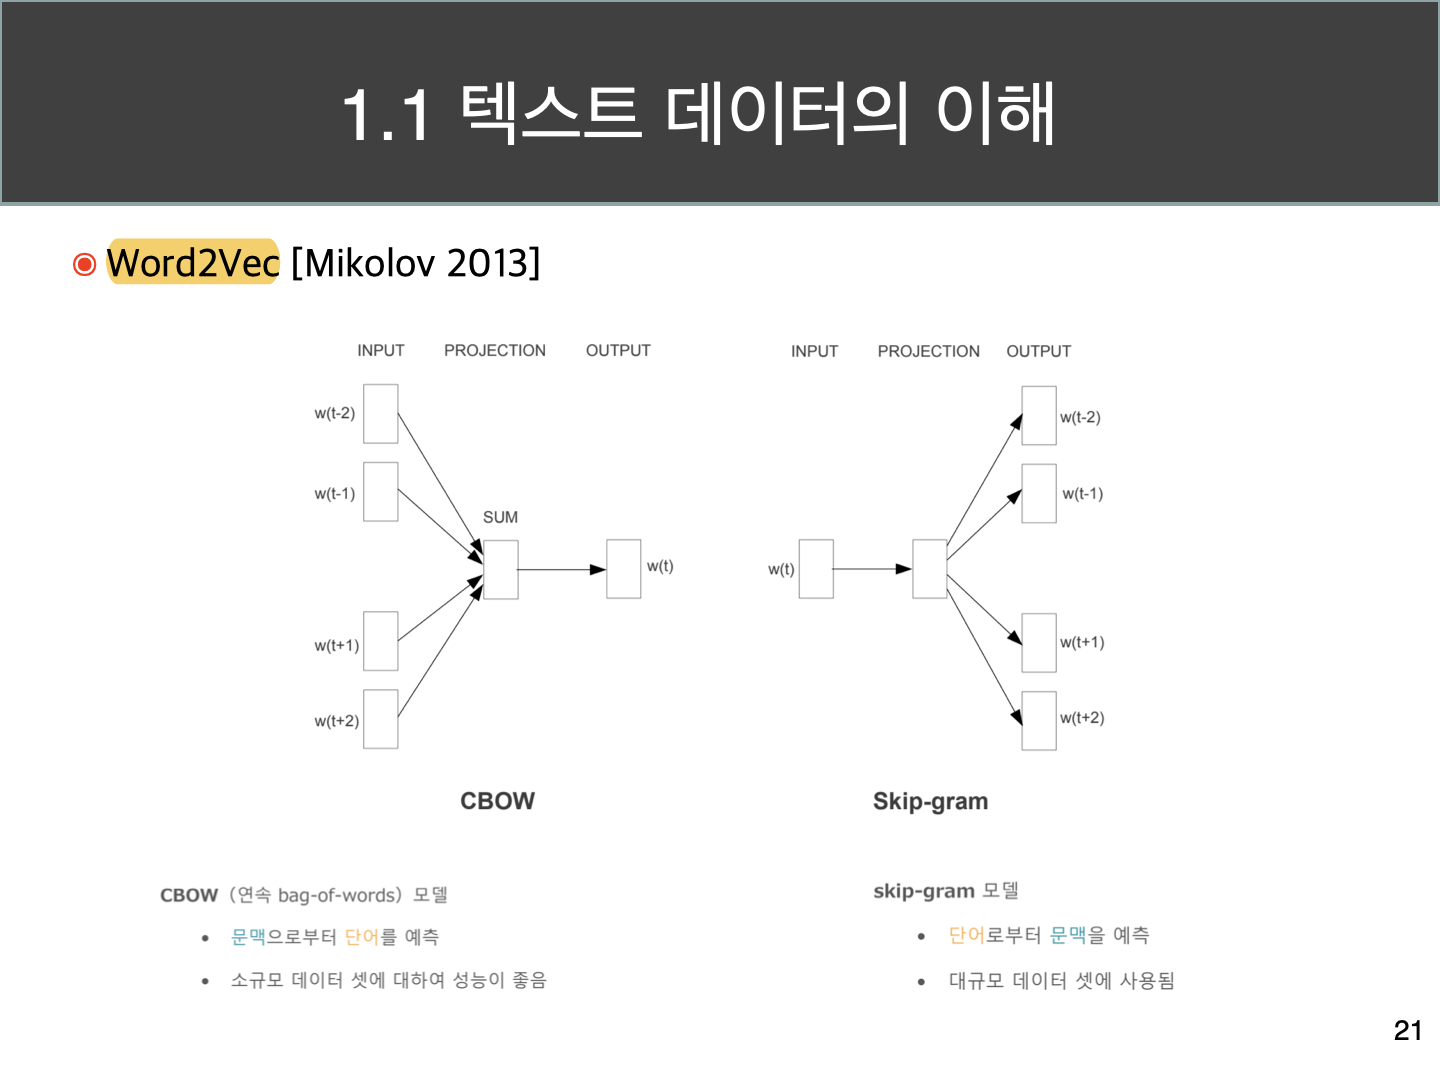 1.1 텍스트 데이터의 이해
Word2Vec [Mikolov 2013]
INPUT PROJECTION OUTPUT
w(t-2)
w(t-1)
SUM
w(t)
w(t+1)
w(t+2)
CBOW
INPUT PROJECTION OUTPUT
w(t-2)
w(t-1)
w(t)
w(t+1)
w(t+2)
Skip-gram
CBOW (연속 bag-of-words) 모델
• 문맥으로부터 단어를 예측
• 소규모 데이터 셋에 대하여 성능이 좋음
skip-gram 모델
• 단어로부터 문맥을 예측
• 대규모 데이터 셋에 사용됨
21